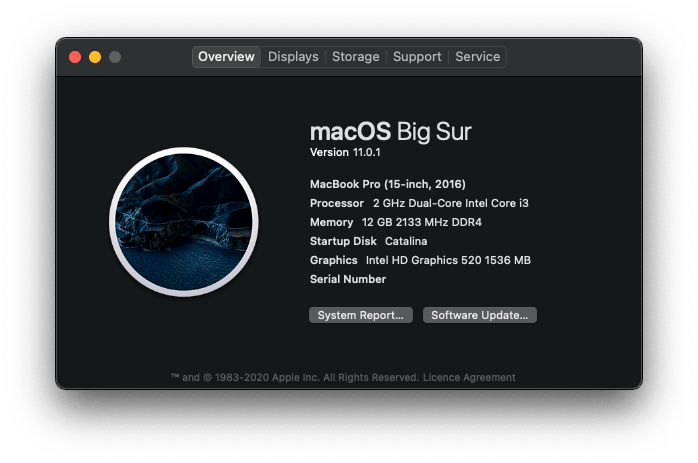 Overview Displays Storage Support Service
macOS Big Sur
Version 11.0.1
MacBook Pro (15-inch, 2016)
Processor 2 GHz Dual-Core Intel Core i3
Memory 12 GB 2133 MHz DDR4
Startup Disk Catalina
Graphics Intel HD Graphics 520 1536 MB
Serial Number
System Report... Software Update...
™ and © 1983-2020 Apple Inc. All Rights Reserved. Licence Agreement